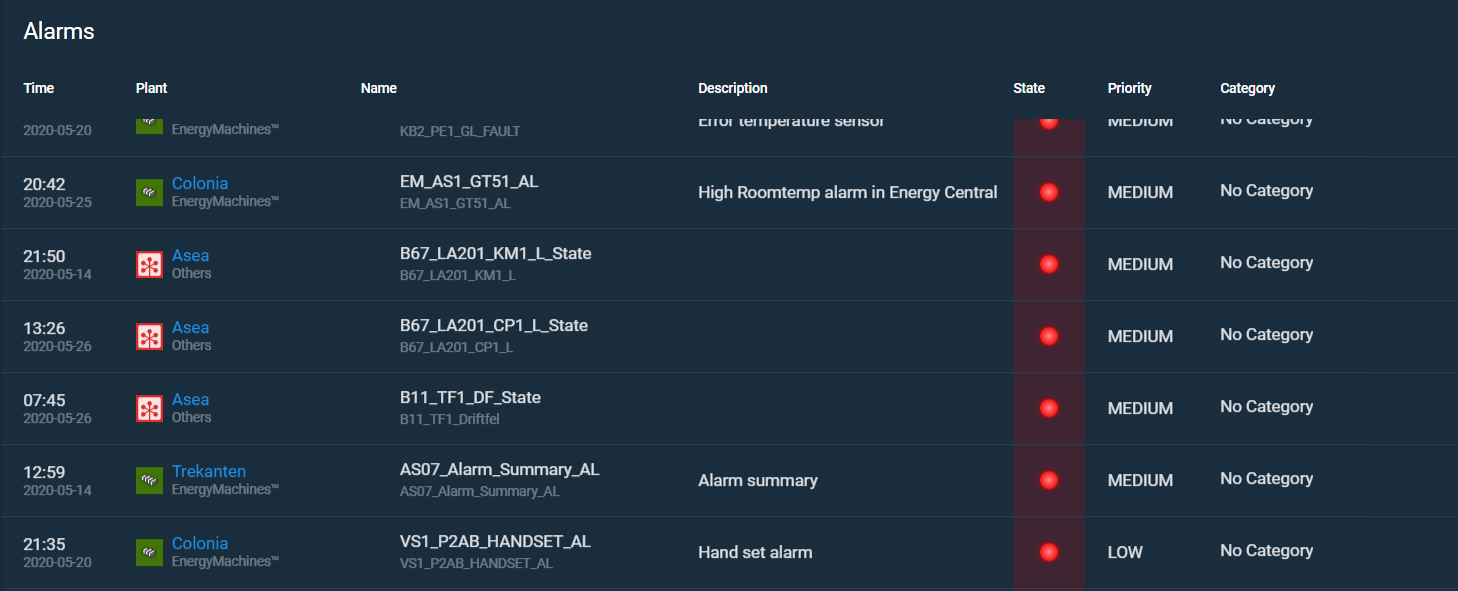 Alarms
Time Plant Name Description State Priority Category
Error temperature sensor MEDIUM No Category
2020-05-20 EnergyMachines™ KB2_PE1_GL_FAULT
20:42 Colonia EM_AS1_GT51_AL High Roomtemp alarm in Energy Central MEDIUM No Category
2020-05-25 EnergyMachines™ EM_AS1_GT51_AL
21:50 Asea B67_LA201_KM1_L_State MEDIUM No Category
2020-05-14 Others B67_LA201_KM1_L
13:26 Asea B67_LA201_CP1_L_State MEDIUM No Category
2020-05-26 Others B67_LA201_CP1_L
07:45 Asea B11_TF1_DF_State MEDIUM No Category
2020-05-26 Others B11_TF1_Driftfel
12:59 Trekanten AS07_Alarm_Summary_AL Alarm summary MEDIUM No Category
2020-05-14 EnergyMachines™ AS07_Alarm_Summary_AL
21:35 Colonia VS1_P2AB_HANDSET_AL Hand set alarm LOW No Category
2020-05-20 EnergyMachines™ VS1_P2AB_HANDSET_AL